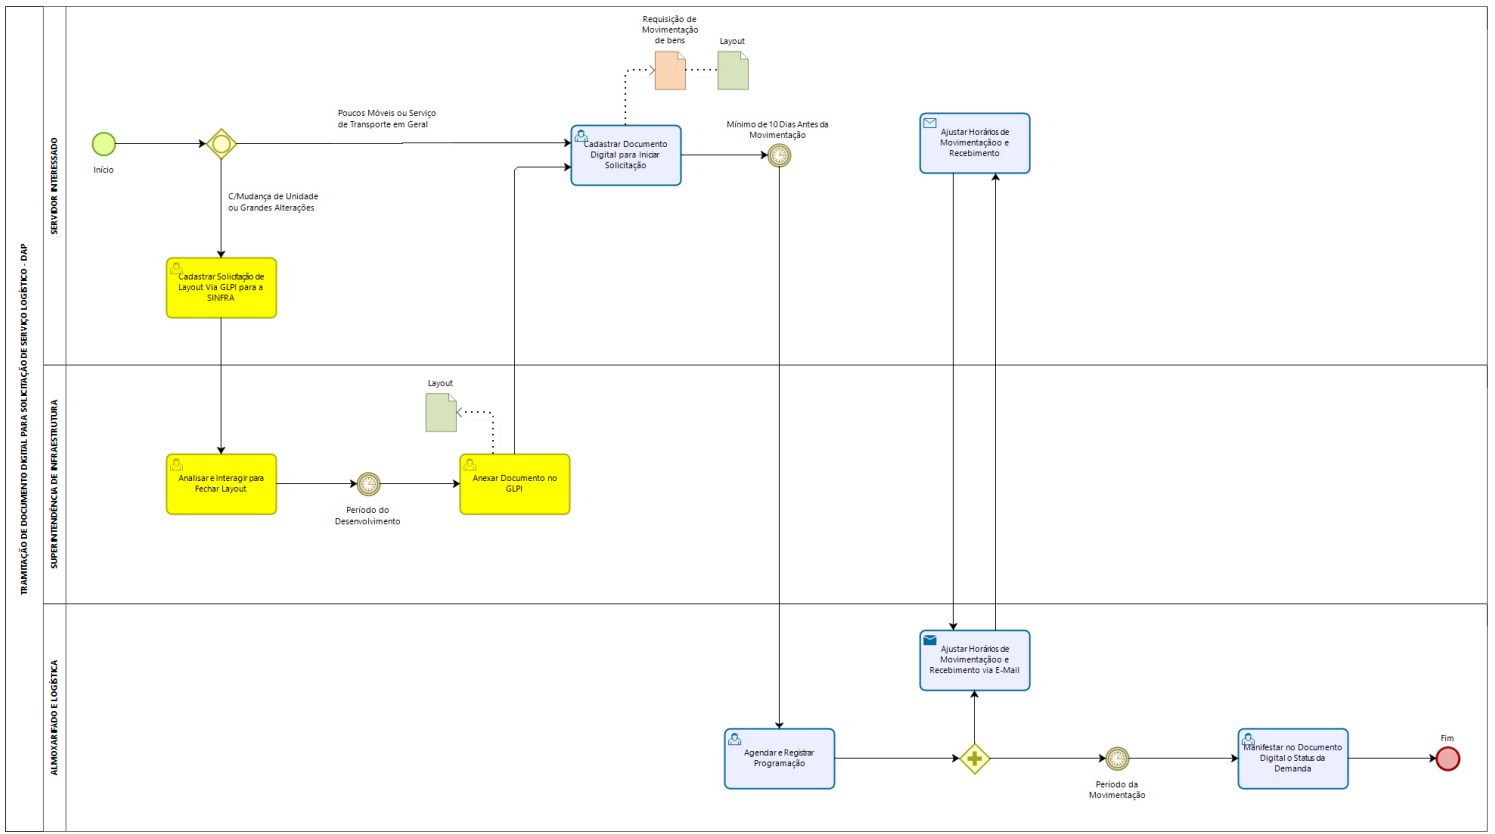 TRAMITAÇÃO DE DOCUMENTO DIGITAL PARA SOLICITAÇÃO DE SERVIÇO LOGÍSTICO - DAP
SERVIDOR INTERESSADO
Início
Poucos Móveis ou Serviço
de Transporte em Geral
C/Mudança de Unidade
ou Grandes Alterações
Cadastrar Solicitação de
Layout Via GLPI para a
SINFRA
Requisição de
Movimentação
de bens
Layout
Cadastrar Documento
Digital para Iniciar
Solicitação
Mínimo de 10 Dias Antes da
Movimentação
Ajustar Horários de
Movimentaçãoo e
Recebimento
SUPERINTENDÊNCIA DE INFRAESTRUTURA
Analisar e Interagir para
Fechar Layout
Período do
Desenvolvimento
Layout
Anexar Documento no
GLPI
ALMOXARIFADO E LOGÍSTICA
Agendar e Registrar
Programação
Ajustar Horários de
Movimentaçãoo e
Recebimento via E-Mail
Período da
Movimentação
Manifestar no Documento
Digital o Status da
Demanda
Fim